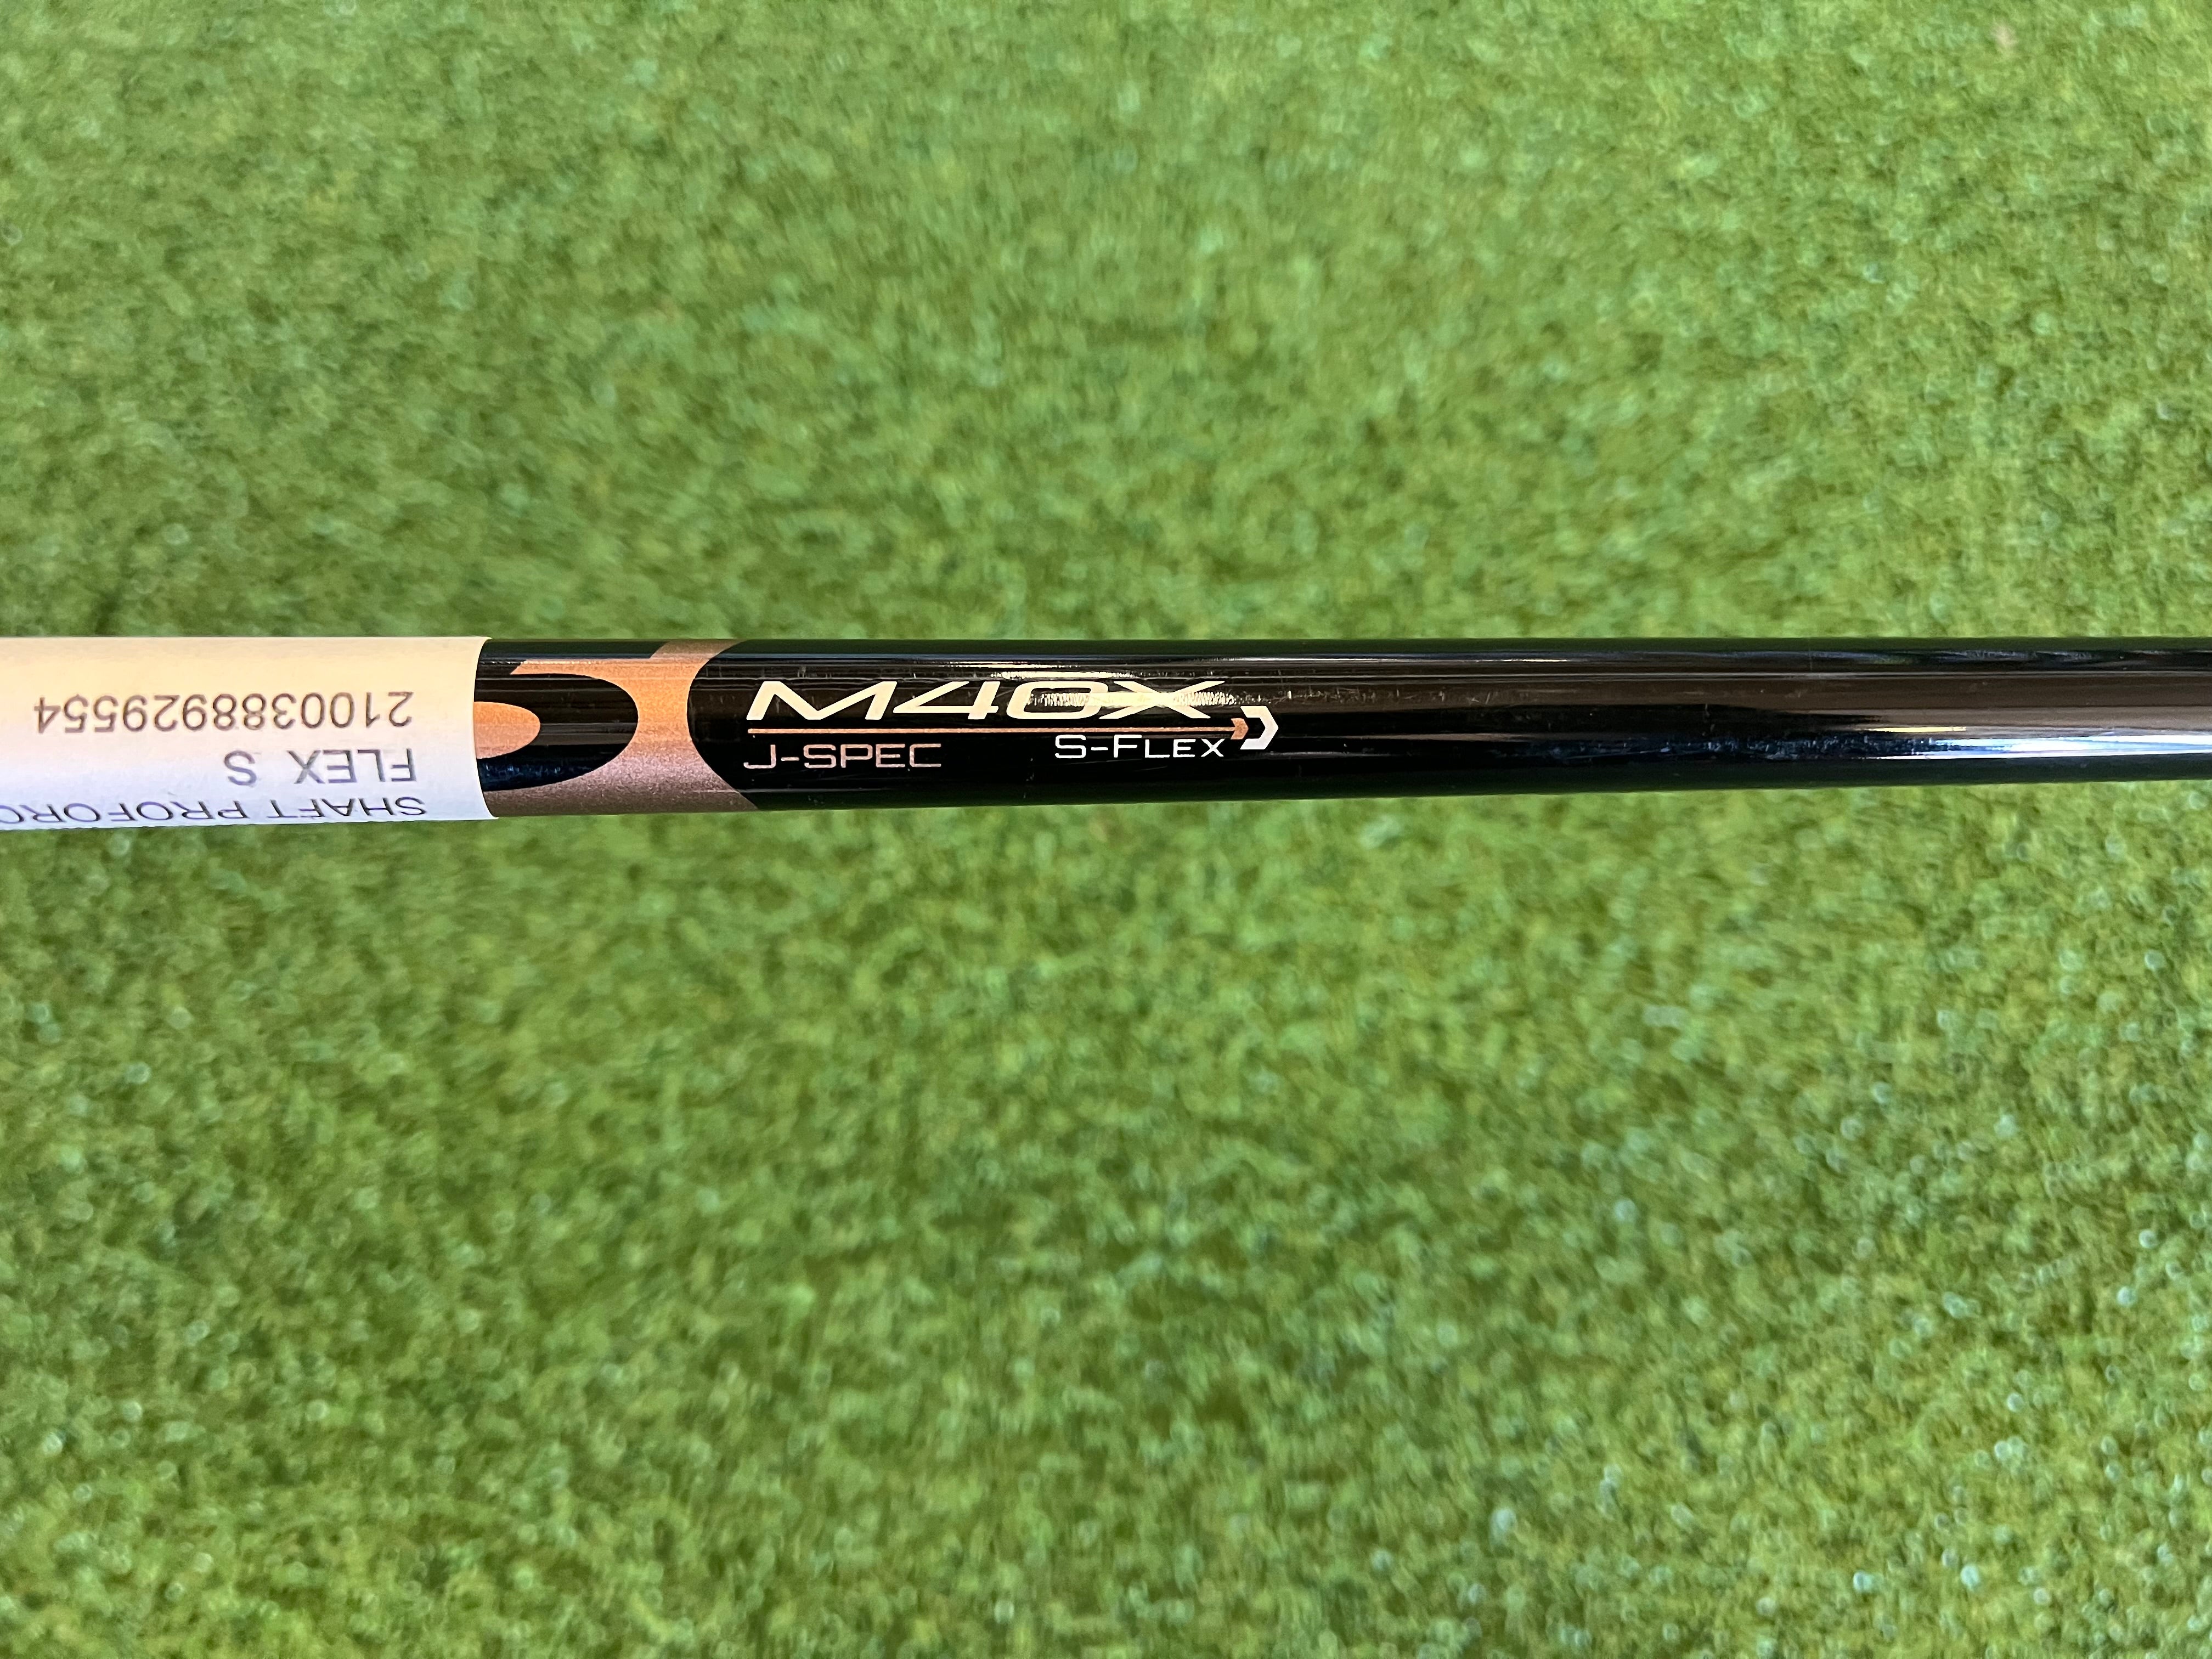 M40X
J-SPEC S-FLEX
SHAFT PROFORC
FLEX S
2100388929554